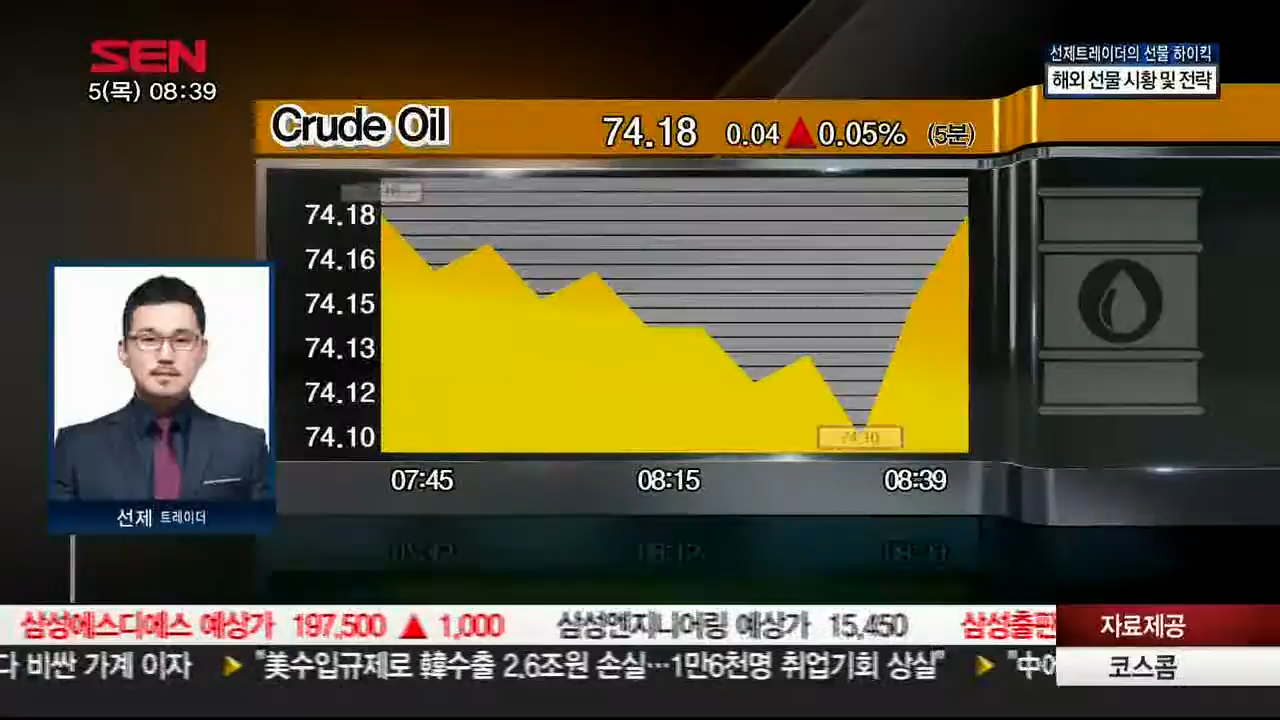 SEN
5(목) 08:39
선제트레이더의 선물 하이킥
해외 선물 시황 및 전략
Crude Oil 74.18 0.04 ▲ 0.05% (5분)
74.18
74.16
74.15
74.13
74.12
74.10
74.10
07:45 08:15 08:39
선제 트레이더
삼성에스디에스 예상가 197,500 ▲ 1,000 삼성엔지니어링 예상가 15,450 삼성출판
자료제공
다 비싼 가계 이자 ▶ "美수입규제로 韓수출 2.6조원 손실…1만6천명 취업기회 상실" ▶ "中
코스콤